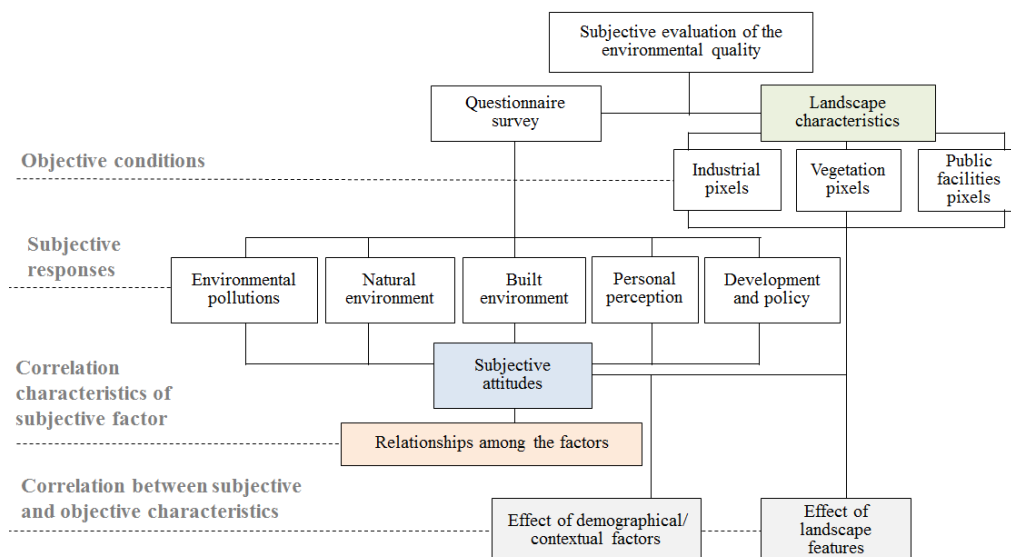 Subjective evaluation of the
environmental quality
Questionnaire
survey
Landscape
characteristics
Objective conditions
Industrial
pixels
Vegetation
pixels
Public
facilities
pixels
Subjective
responses
Environmental
pollutions
Natural
environment
Built
environment
Personal
perception
Development
and policy
Correlation
characteristics of
subjective factor
Subjective
attitudes
Relationships among the factors
Correlation between subjective
and objective characteristics
Effect of demographical/
contextual factors
Effect of
landscape
features